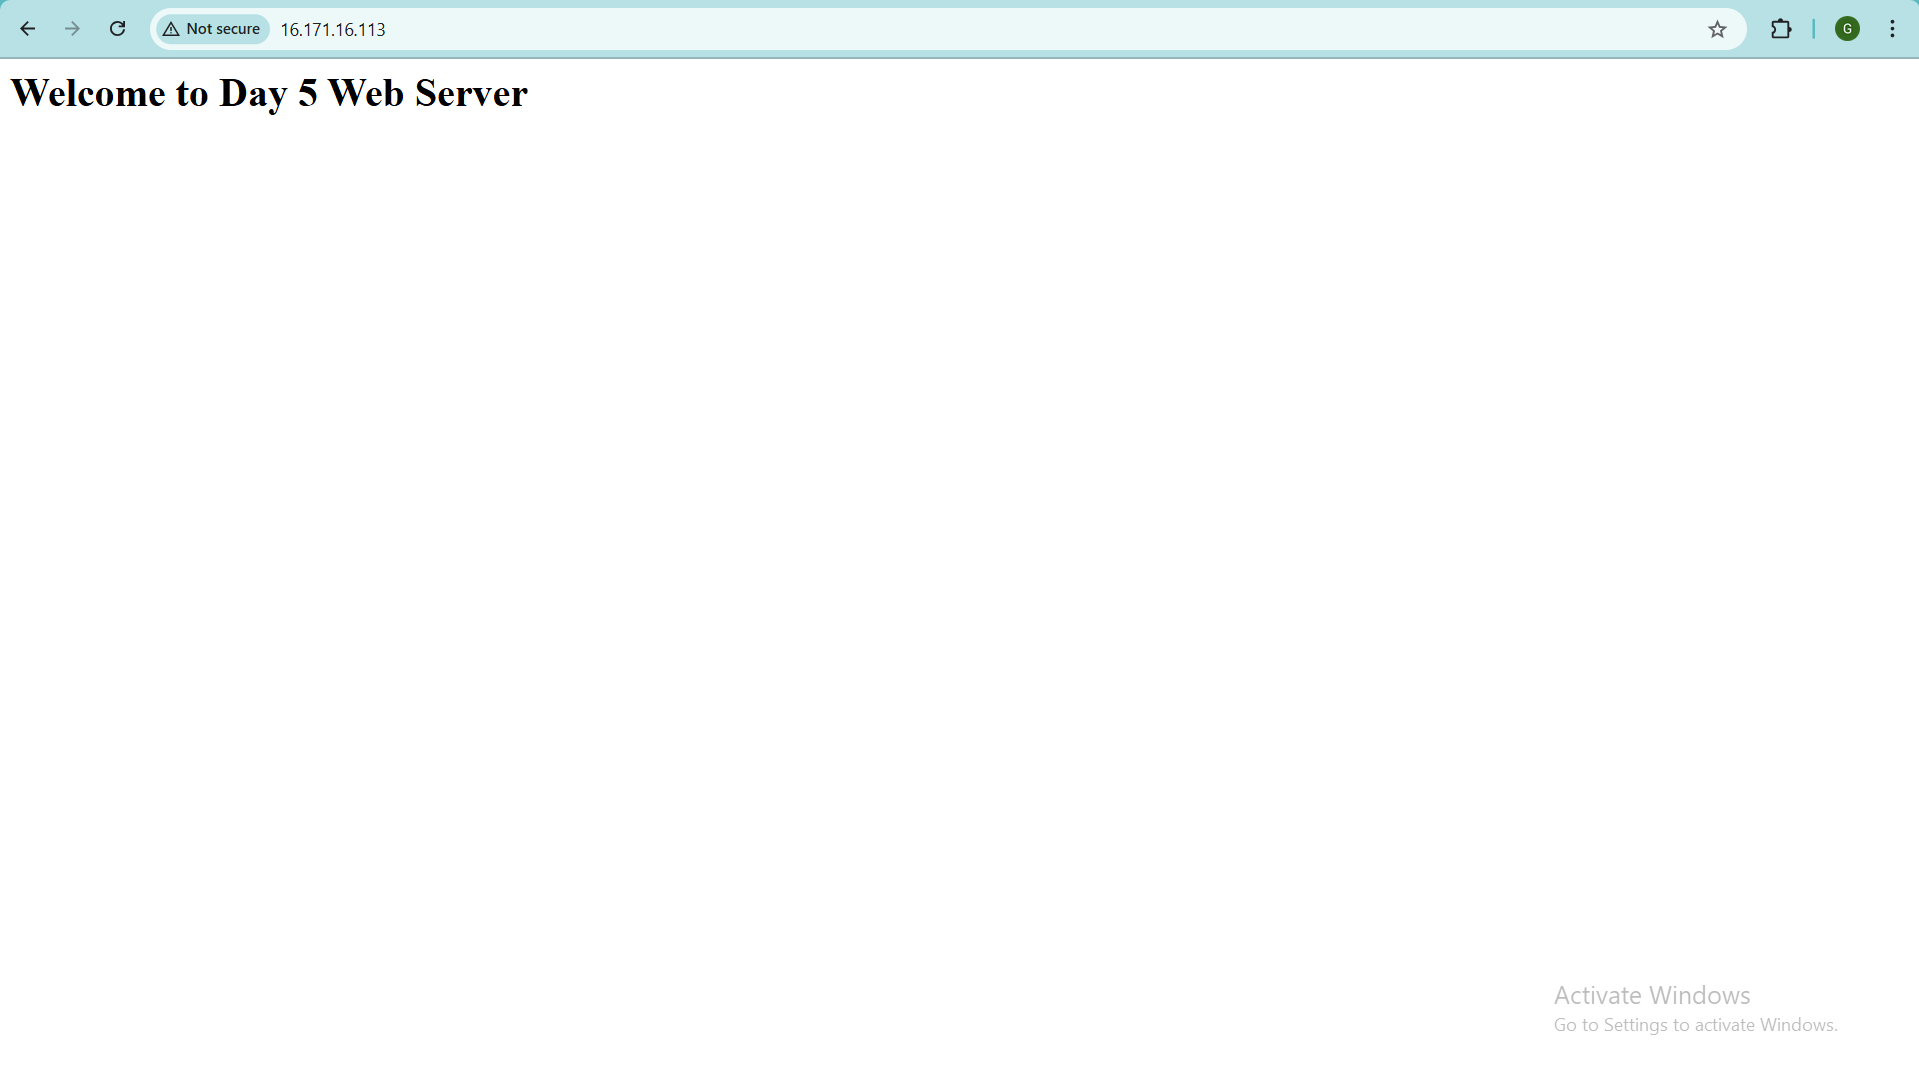 Not secure 16.171.16.113
G
Welcome to Day 5 Web Server
Activate Windows
Go to Settings to activate Windows.